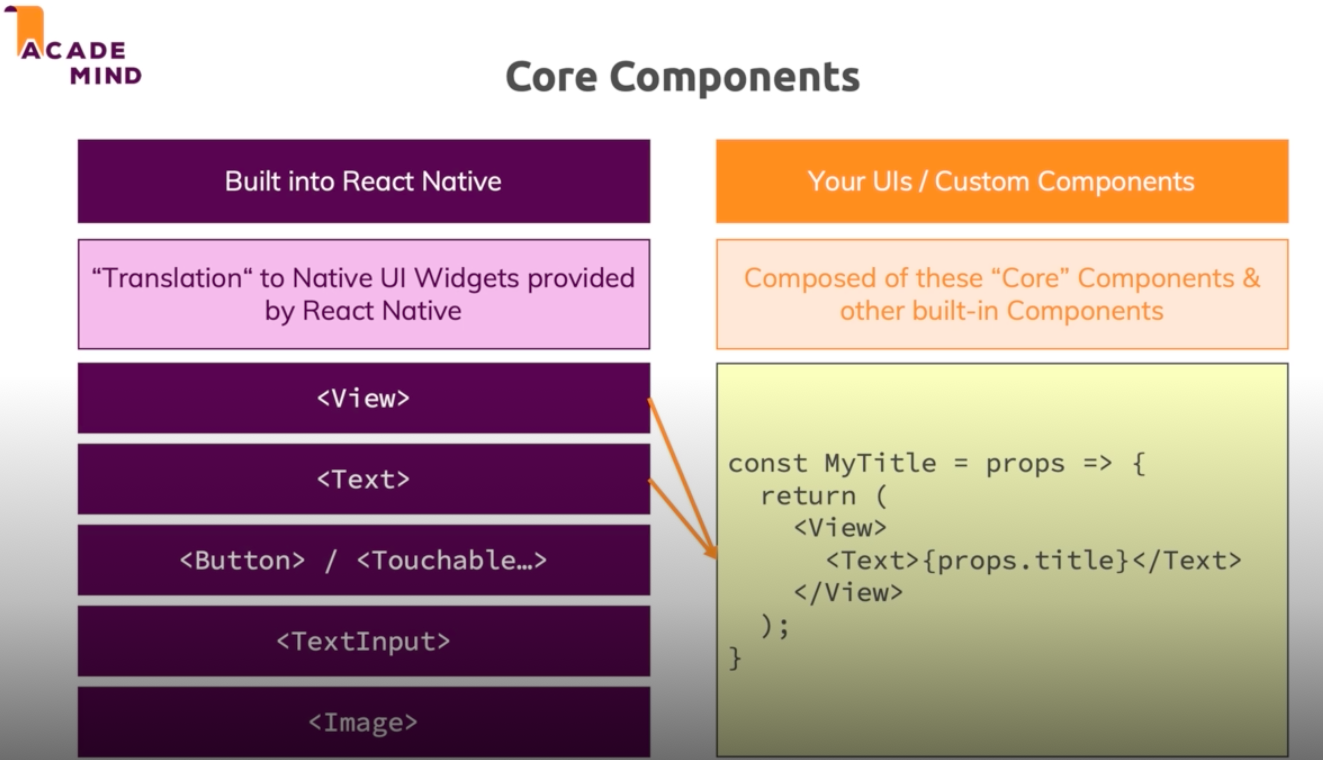 ACADE
MIND
Core Components
Built into React Native
“Translation“ to Native UI Widgets provided
by React Native
<View>
<Text>
<Button> / <Touchable…>
<TextInput>
<Image>
Your UIs / Custom Components
Composed of these “Core” Components &
other built-in Components
const MyTitle = props => {
  return (
    <View>
      <Text>{props.title}</Text>
    </View>
  );
}